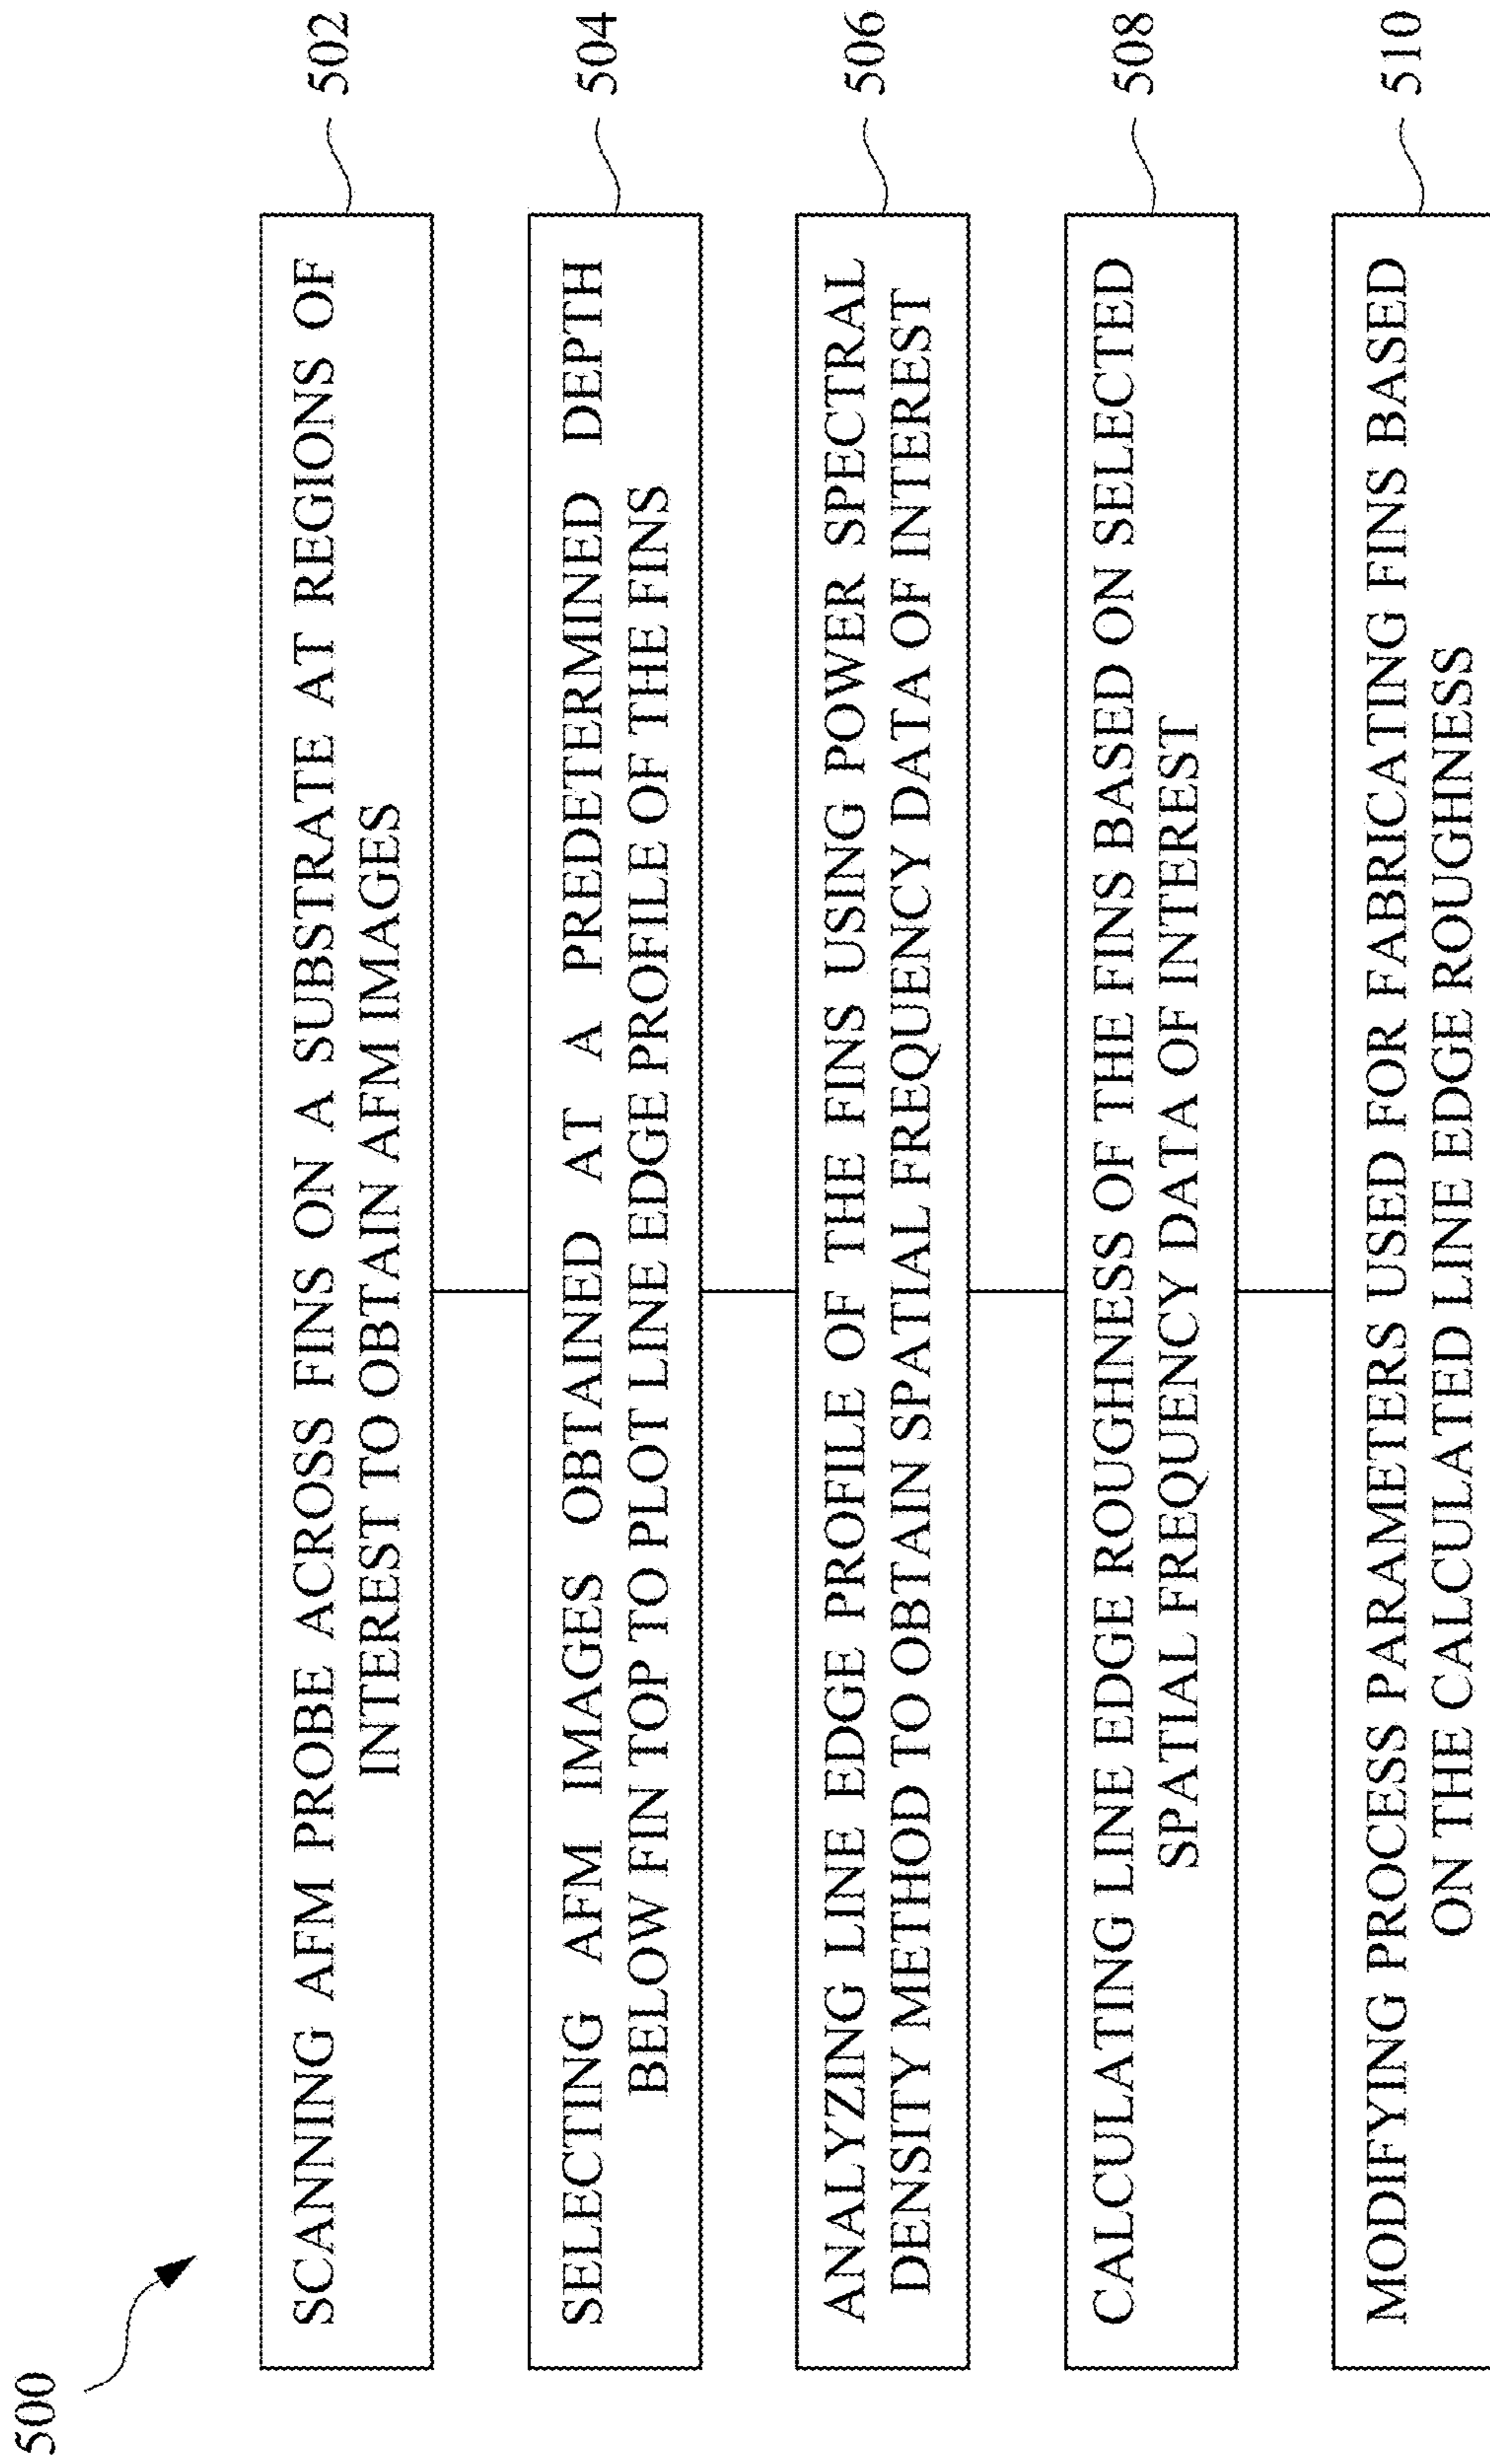 500
SCANNING AFM PROBE ACROSS FINS ON A SUBSTRATE AT REGIONS OF
INTEREST TO OBTAIN AFM IMAGES
502
SELECTING AFM IMAGES OBTAINED AT A PREDETERMINED DEPTH
BELOW FIN TOP TO PLOT LINE EDGE PROFILE OF THE FINS
504
ANALYZING LINE EDGE PROFILE OF THE FINS USING POWER SPECTRAL
DENSITY METHOD TO OBTAIN SPATIAL FREQUENCY DATA OF INTEREST
506
CALCULATING LINE EDGE ROUGHNESS OF THE FINS BASED ON SELECTED
SPATIAL FREQUENCY DATA OF INTEREST
508
MODIFYING PROCESS PARAMETERS USED FOR FABRICATING FINS BASED
ON THE CALCULATED LINE EDGE ROUGHNESS
510